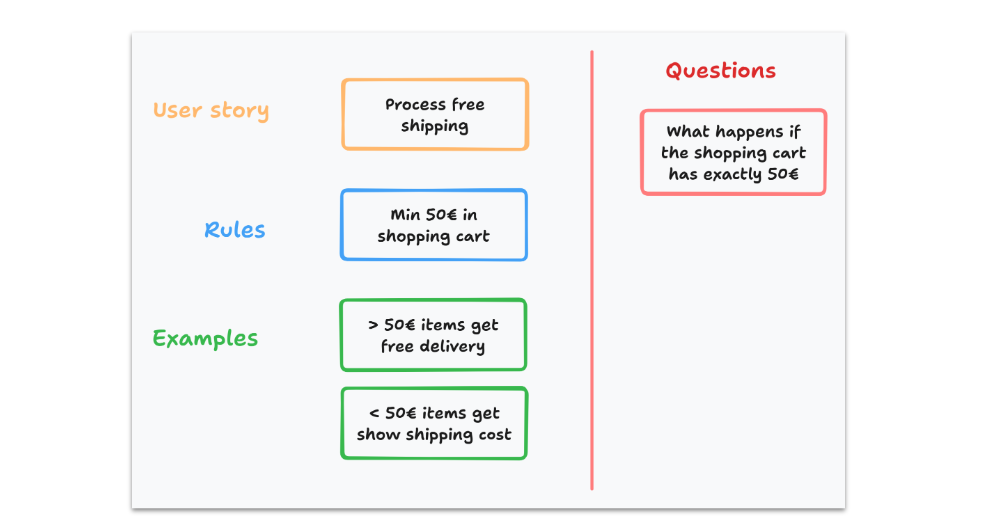 User story
Process free
shipping
Rules
Min 50€ in
shopping cart
Examples
> 50€ items get
free delivery
< 50€ items get
show shipping cost
Questions
What happens if
the shopping cart
has exactly 50€